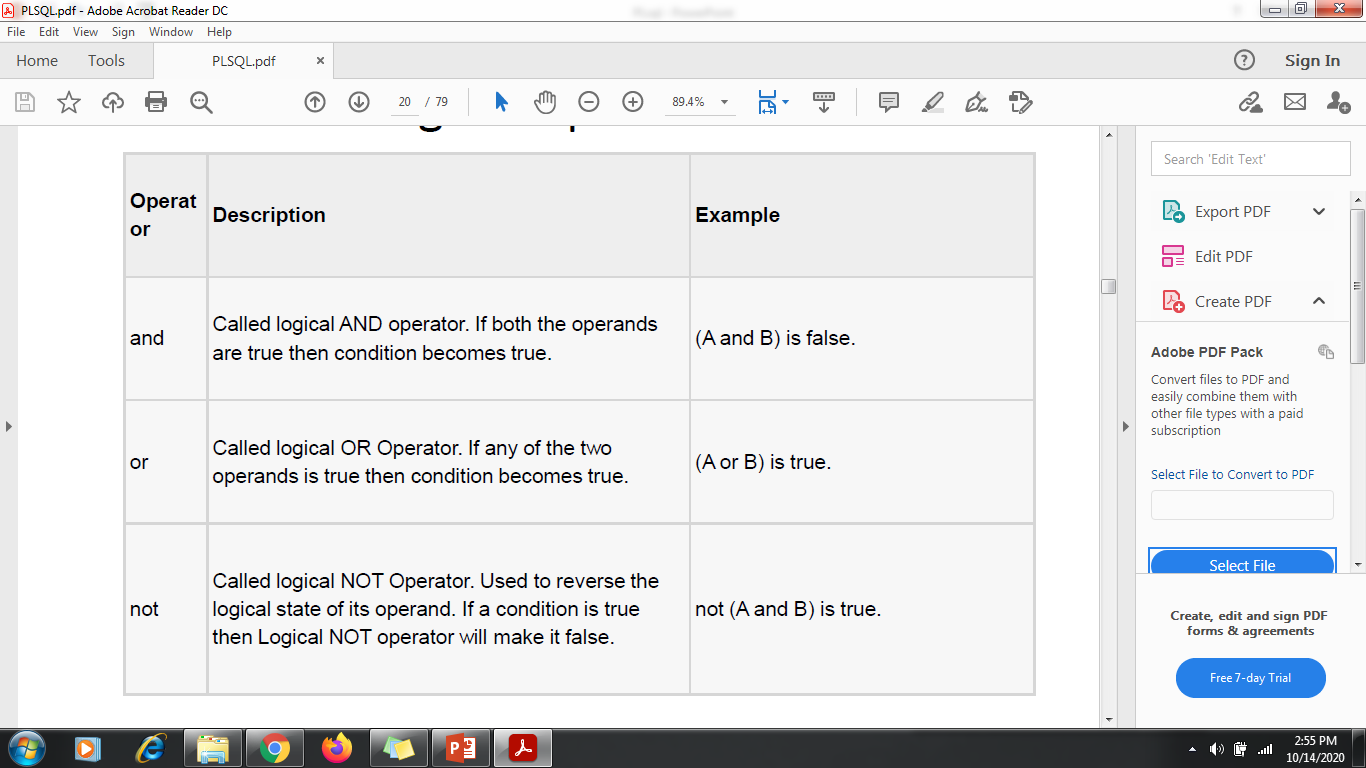 PLSQL.pdf - Adobe Acrobat Reader DC
File Edit View Sign Window Help
Home Tools PLSQL.pdf × Sign In
20 / 79 89.4%
Operat
or
Description
Example
and
Called logical AND operator. If both the operands
are true then condition becomes true.
(A and B) is false.
or
Called logical OR Operator. If any of the two
operands is true then condition becomes true.
(A or B) is true.
not
Called logical NOT Operator. Used to reverse the
logical state of its operand. If a condition is true
then Logical NOT operator will make it false.
not (A and B) is true.
Search 'Edit Text'
Export PDF
Edit PDF
Create PDF
Adobe PDF Pack
Convert files to PDF and
easily combine them with
other file types with a paid
subscription
Select File to Convert to PDF
Select File
Create, edit and sign PDF
forms & agreements
Free 7-day Trial
2:55 PM
10/14/2020